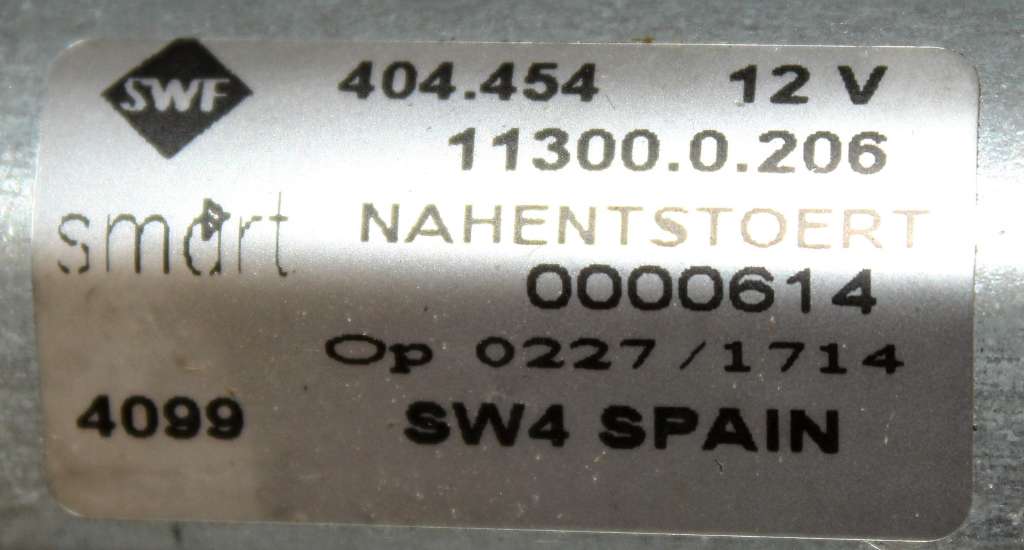 SWF 404.454 12 V
11300.0.206
smart NAHENTSTOERT
0000614
Op 0227/1714
4099 SW4 SPAIN